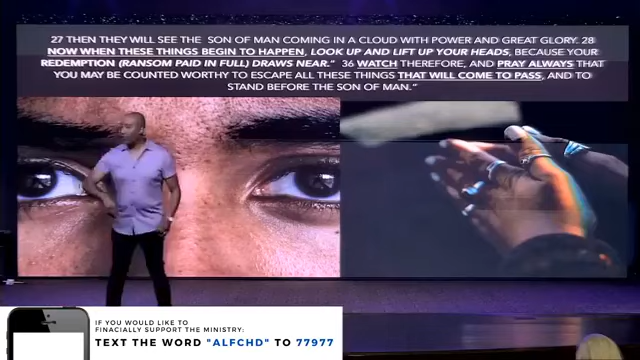 27 THEN THEY WILL SEE THE SON OF MAN COMING IN A CLOUD WITH POWER AND GREAT GLORY. 28
NOW WHEN THESE THINGS BEGIN TO HAPPEN, LOOK UP AND LIFT UP YOUR HEADS, BECAUSE YOUR
REDEMPTION (RANSOM PAID IN FULL) DRAWS NEAR." 36 WATCH THEREFORE, AND PRAY ALWAYS THAT
YOU MAY BE COUNTED WORTHY TO ESCAPE ALL THESE THINGS THAT WILL COME TO PASS, AND TO
STAND BEFORE THE SON OF MAN."
IF YOU WOULD LIKE TO
FINACIALLY SUPPORT THE MINISTRY:
TEXT THE WORD "ALFCHD" TO 77977